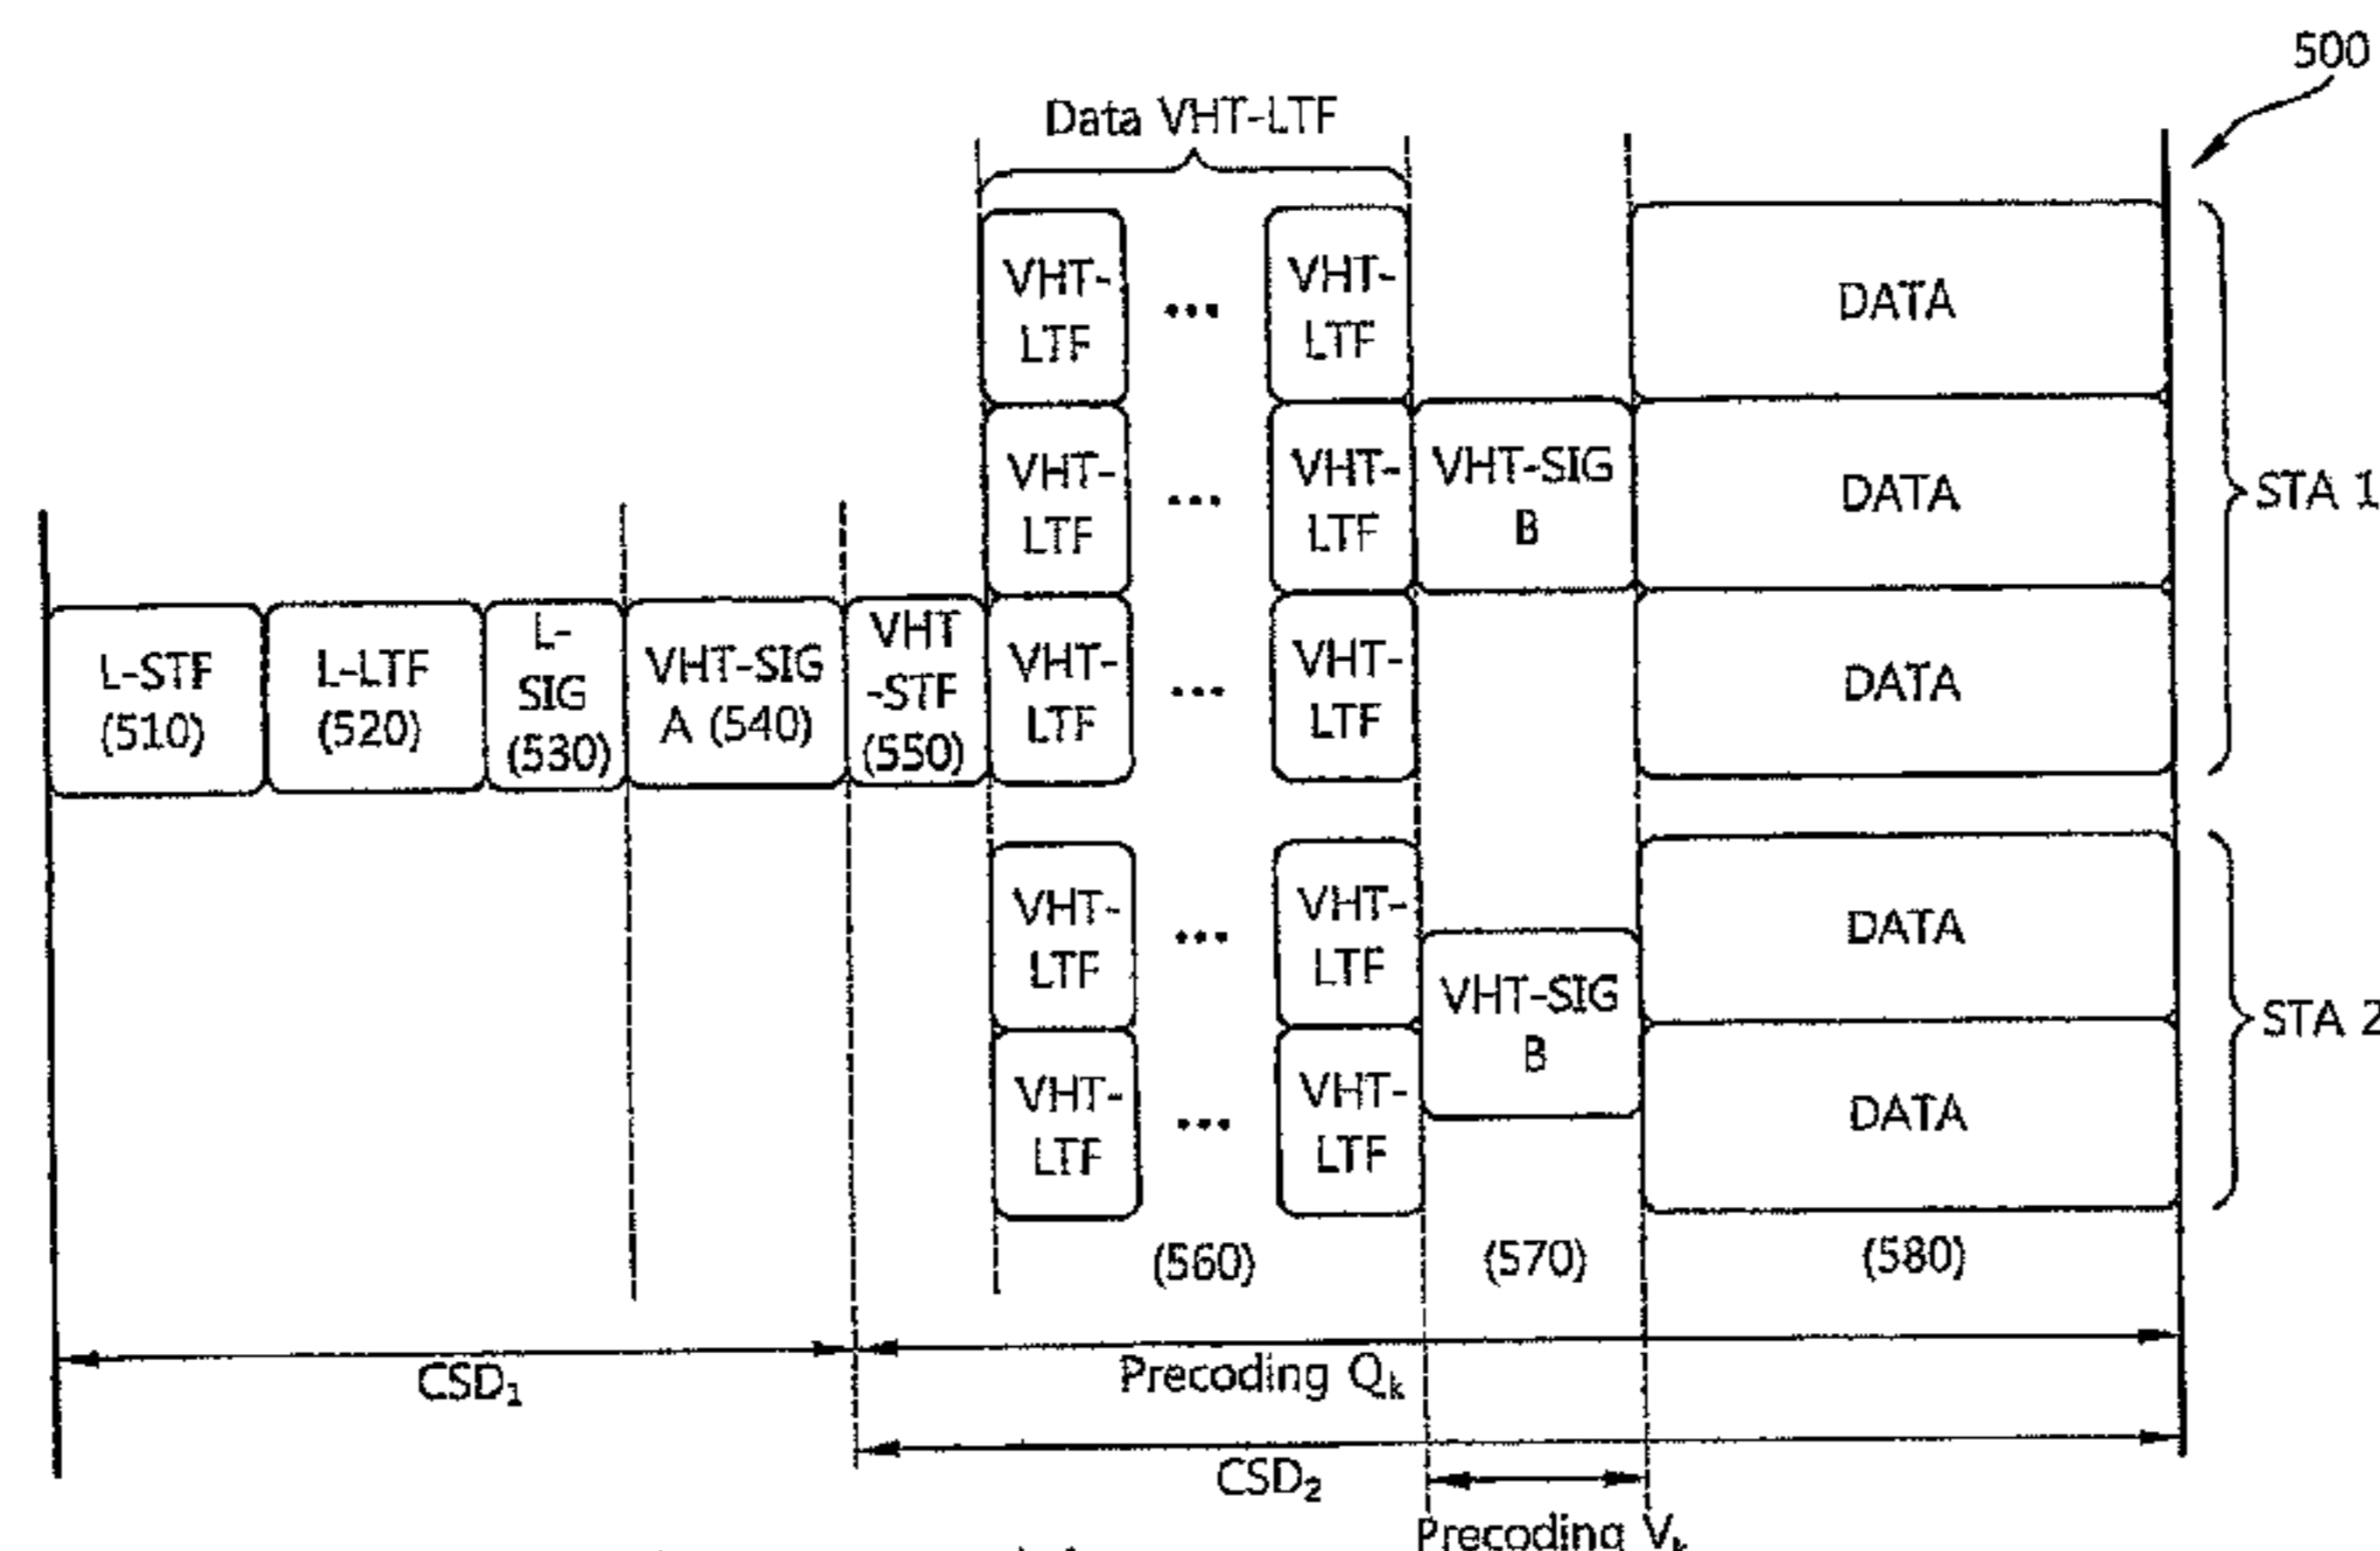 500
Data VHT-LTF
VHT-
LTF
...
VHT-
LTF
DATA
VHT-
LTF
...
VHT-
LTF
VHT-SIG
B
DATA
STA 1
L-STF
(510)
L-LTF
(520)
L-
SIG
(530)
VHT-SIG
A (540)
VHT
-STF
(550)
VHT-
LTF
...
VHT-
LTF
DATA
VHT-
LTF
...
VHT-
LTF
VHT-SIG
B
DATA
STA 2
VHT-
LTF
...
VHT-
LTF
DATA
(560)
(570)
(580)
CSD₁
Precoding Qₖ
CSD₂
Precoding Vₖ